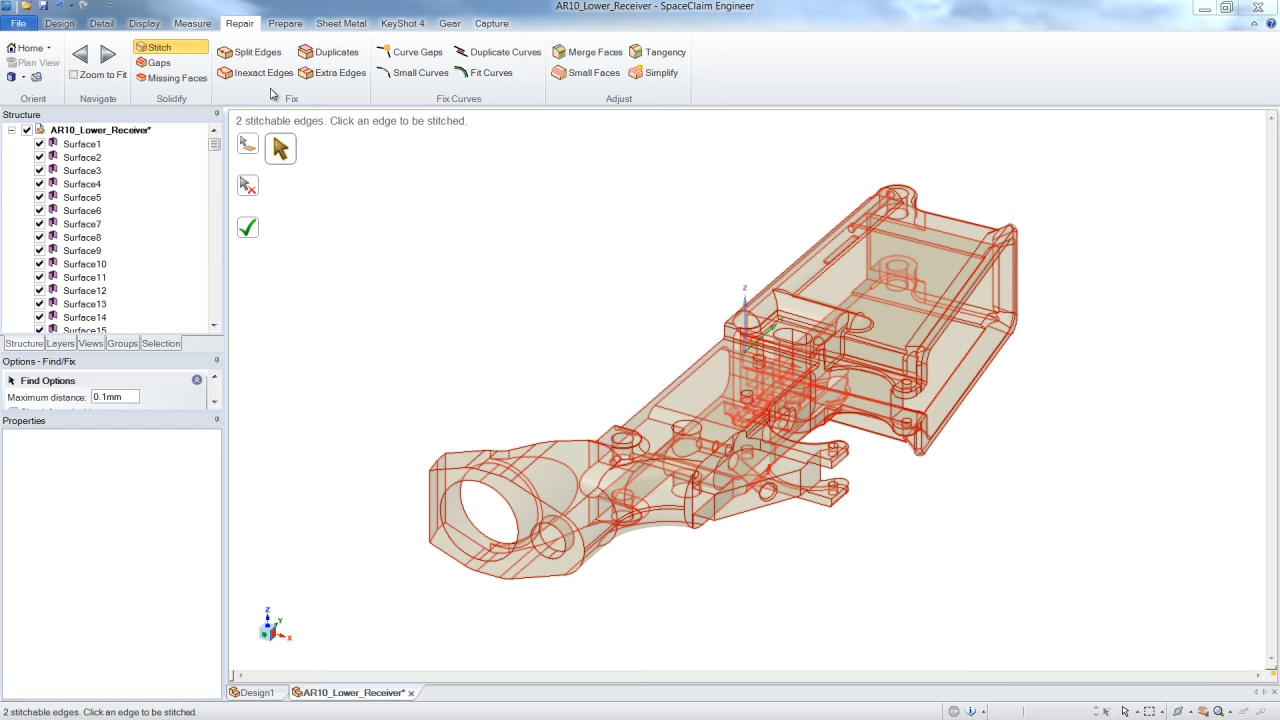 AR10_Lower_Receiver - SpaceClaim Engineer
File Design Detail Display Measure Repair Prepare Sheet Metal KeyShot 4 Gear Capture
Home
Plan View
Orient
Zoom to Fit
Navigate
Stitch
Gaps
Missing Faces
Solidify
Split Edges Duplicates
Inexact Edges Extra Edges
Fix
Curve Gaps Duplicate Curves
Small Curves Fit Curves
Fix Curves
Merge Faces Tangency
Small Faces Simplify
Adjust
Structure
AR10_Lower_Receiver*
Surface1
Surface2
Surface3
Surface4
Surface5
Surface6
Surface7
Surface8
Surface9
Surface10
Surface11
Surface12
Surface13
Surface14
Surface15
Structure Layers Views Groups Selection
Options - Find/Fix
Find Options
Maximum distance: 0.1mm
Properties
2 stitchable edges. Click an edge to be stitched.
Z
Z
Y
X
Design1 AR10_Lower_Receiver*
2 stitchable edges. Click an edge to be stitched.